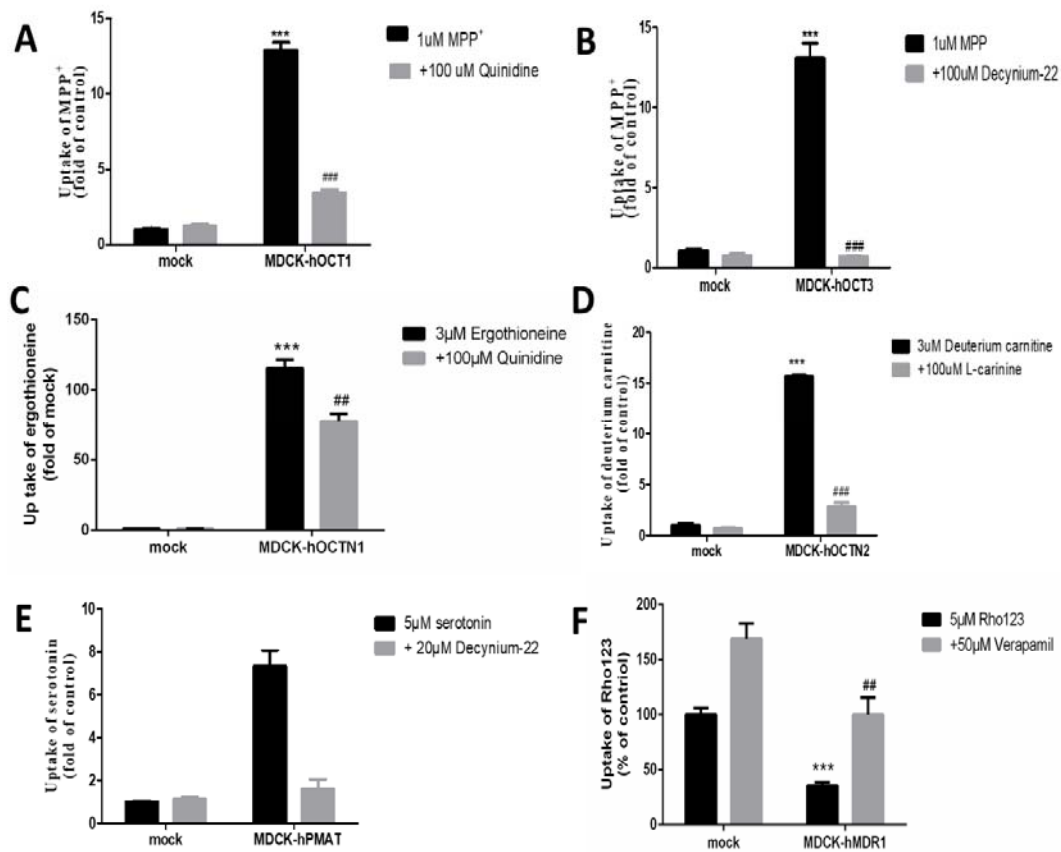 A
Uptake of MPP⁺
(fold of control)
15
10
5
0
***
###
mock
MDCK-hOCT1
1uM MPP⁺
+100 uM Quinidine
B
Uptake of MPP⁺
(fold of control)
15
10
5
0
***
###
mock
MDCK-hOCT3
1uM MPP
+100uM Decynium-22
C
Up take of ergothioneine
(fold of mock)
150
100
50
0
***
##
mock
MDCK-hOCTN1
3µM Ergothioneine
+100µM Quinidine
D
Uptake of deuterium carnitine
(fold of control)
20
15
10
5
0
***
###
mock
MDCK-hOCTN2
3uM Deuterium carnitine
+100uM L-carinine
E
Uptake of serotonin
(fold of control)
10
8
6
4
2
0
mock
MDCK-hPMAT
5µM serotonin
+ 20µM Decynium-22
F
Uptake of Rho123
(% of contriol)
200
150
100
50
0
***
##
mock
MDCK-hMDR1
5µM Rho123
+50µM Verapamil